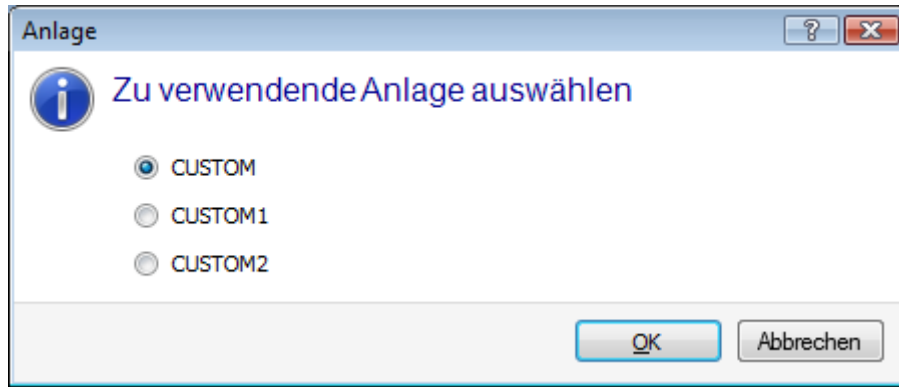 Anlage
Zu verwendende Anlage auswählen
CUSTOM
CUSTOM1
CUSTOM2
OK Abbrechen